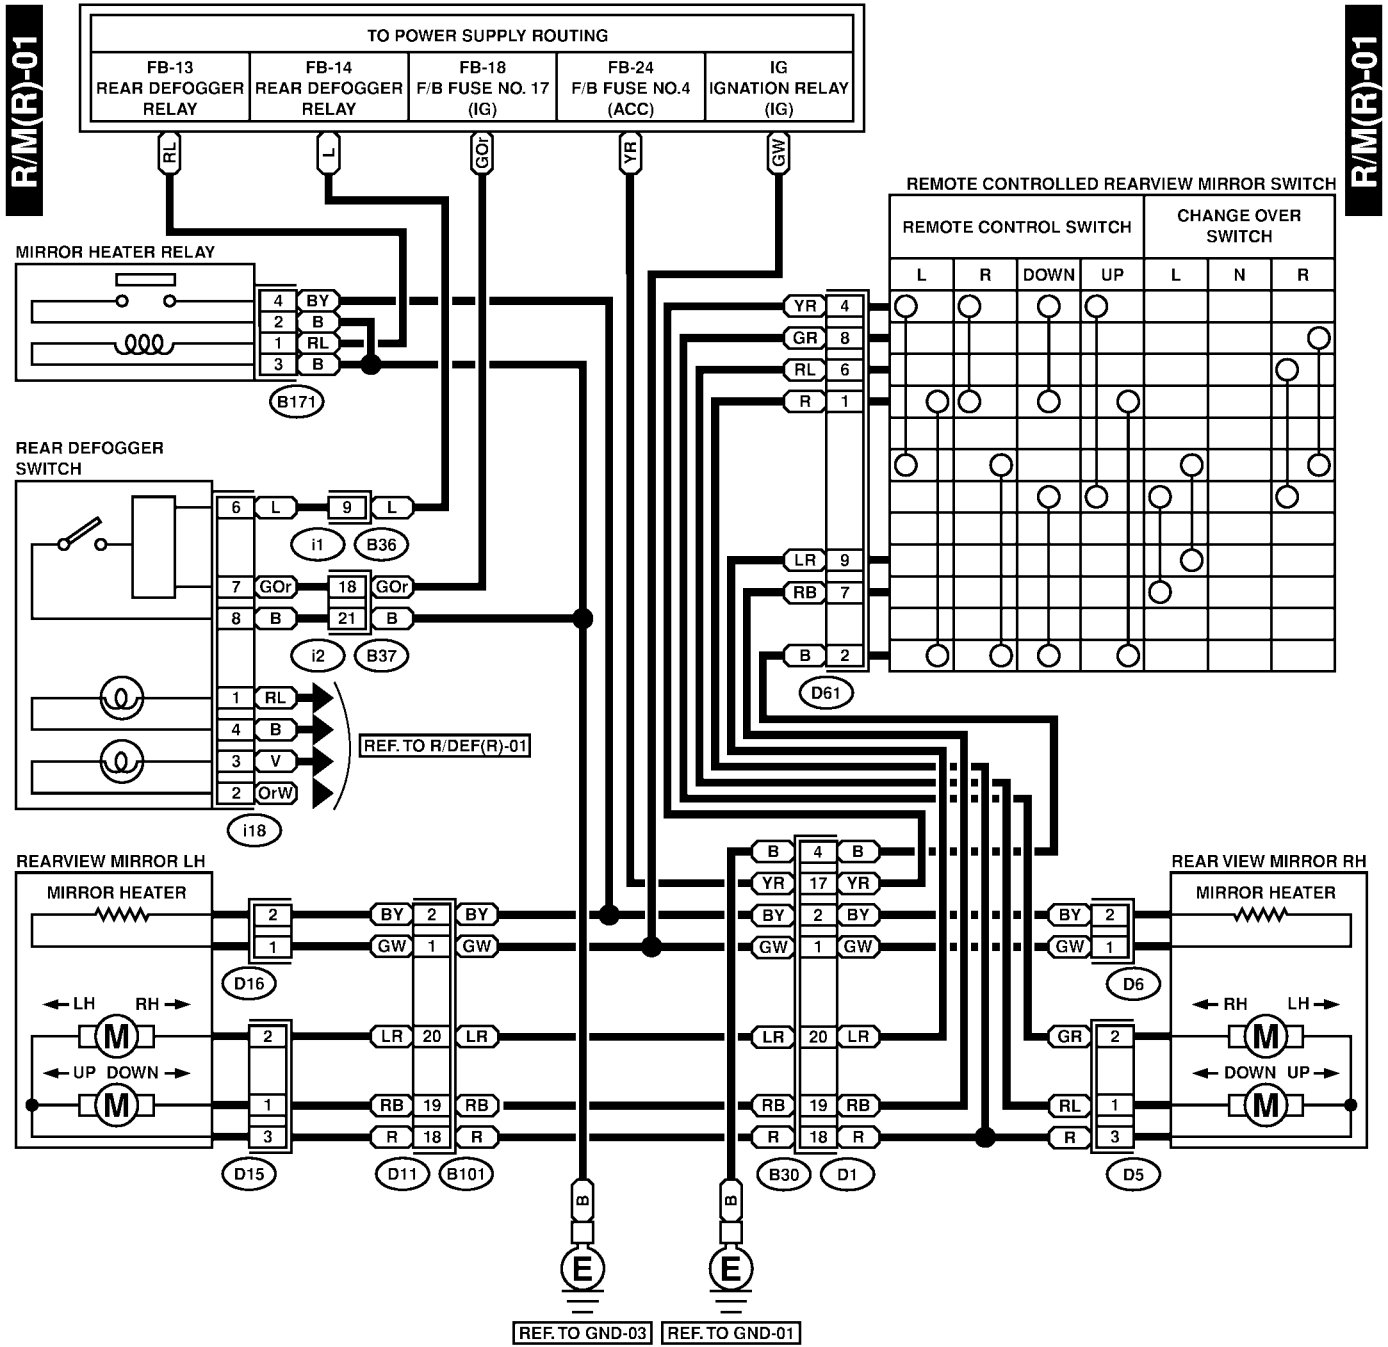 R/M(R)-01
R/M(R)-01
TO POWER SUPPLY ROUTING
FB-13
REAR DEFOGGER
RELAY
FB-14
REAR DEFOGGER
RELAY
FB-18
F/B FUSE NO. 17
(IG)
FB-24
F/B FUSE NO.4
(ACC)
IG
IGNATION RELAY
(IG)
RL
L
GOr
YR
GW
REMOTE CONTROLLED REARVIEW MIRROR SWITCH
REMOTE CONTROL SWITCH
CHANGE OVER
SWITCH
L R DOWN UP L N R
YR 4
GR 8
RL 6
R 1
LR 9
RB 7
B 2
D61
MIRROR HEATER RELAY
4 BY
2 B
1 RL
3 B
B171
REAR DEFOGGER
SWITCH
6 L 9 L
i1 B36
7 GOr 18 GOr
8 B 21 B
i2 B37
1 RL
4 B
3 V
2 OrW
REF. TO R/DEF(R)-01
i18
REARVIEW MIRROR LH
MIRROR HEATER
2 BY 2 BY
1 GW 1 GW
D16
LH RH
M
UP DOWN
M
2 LR 20 LR
1 RB 19 RB
3 R 18 R
D15 D11 B101
B 4 B
YR 17 YR
BY 2 BY
GW 1 GW
LR 20 LR
RB 19 RB
R 18 R
B30 D1
REAR VIEW MIRROR RH
MIRROR HEATER
BY 2
GW 1
D6
RH LH
M
DOWN UP
M
GR 2
RL 1
R 3
D5
B
E
REF. TO GND-03
B
E
REF. TO GND-01